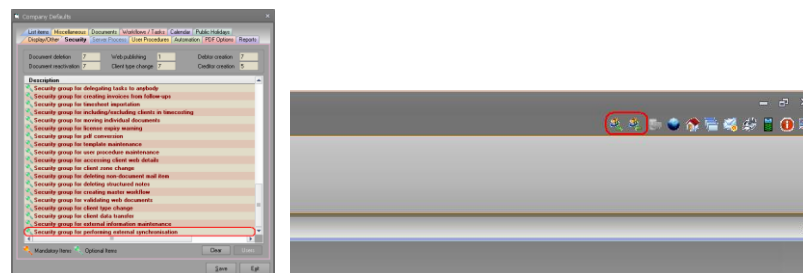 Company Defaults
List items Miscellaneous Documents Workflows / Tasks Calendar Public Holidays
Display/Other Security Server Process User Procedures Automation PDF Options Reports
Document deletion 7 Web publishing 1 Debtor creation 7
Document reactivation 7 Client type change 7 Creditor creation 5
Description
Security group for delegating tasks to anybody
Security group for creating invoices from follow-ups
Security group for timesheet importation
Security group for including/excluding clients in timecosting
Security group for moving individual documents
Security group for license expiry warning
Security group for pdf conversion
Security group for template maintenance
Security group for user procedure maintenance
Security group for accessing client web details
Security group for client zone change
Security group for deleting non-document mail item
Security group for deleting structured notes
Security group for creating master workflow
Security group for validating web documents
Security group for client type change
Security group for client data transfer
Security group for external information maintenance
Security group for performing external synchronisation
Mandatory Items Optional Items Clear Users
Save Exit